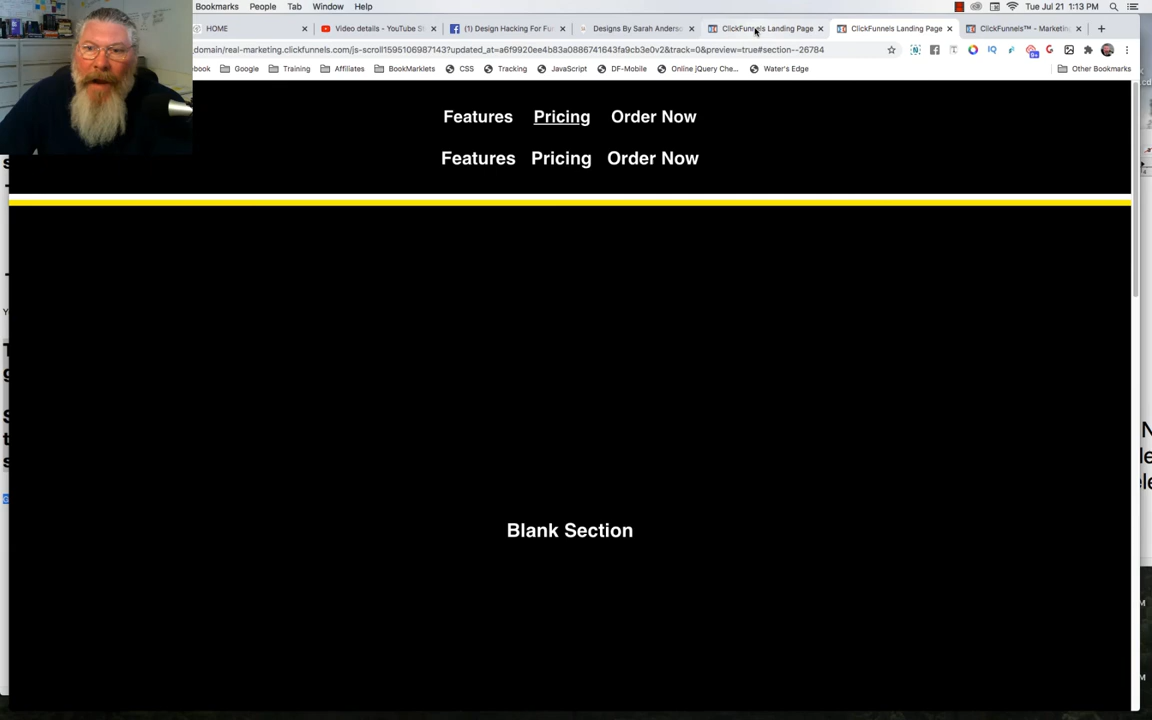 Bookmarks People Tab Window Help Tue Jul 21 1:13 PM
HOME Video details - YouTube (1) Design Hacking For Fu Designs By Sarah Anders ClickFunnels Landing Page ClickFunnels Landing Page ClickFunnels™ - Marketing
domain/real-marketing.clickfunnels.com/js-scroll1595106987143?updated_at=a6f9920ee4b83a0886741643fa9cb3e0v2&track=0&preview=true#section--26784
book Google Training Affiliates BookMarklets CSS Tracking JavaScript DF-Mobile Online jQuery Che... Water's Edge Other Bookmarks
Features Pricing Order Now
Features Pricing Order Now
Blank Section